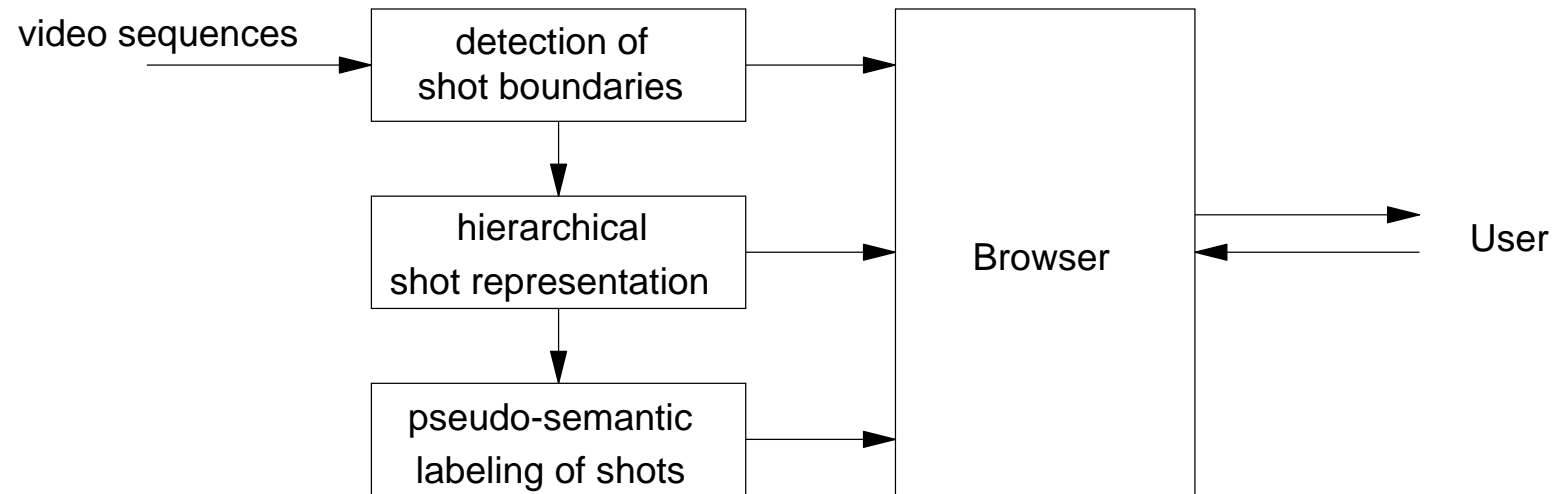 video sequences
detection of
shot boundaries
hierarchical
shot representation
pseudo-semantic
labeling of shots
Browser
User